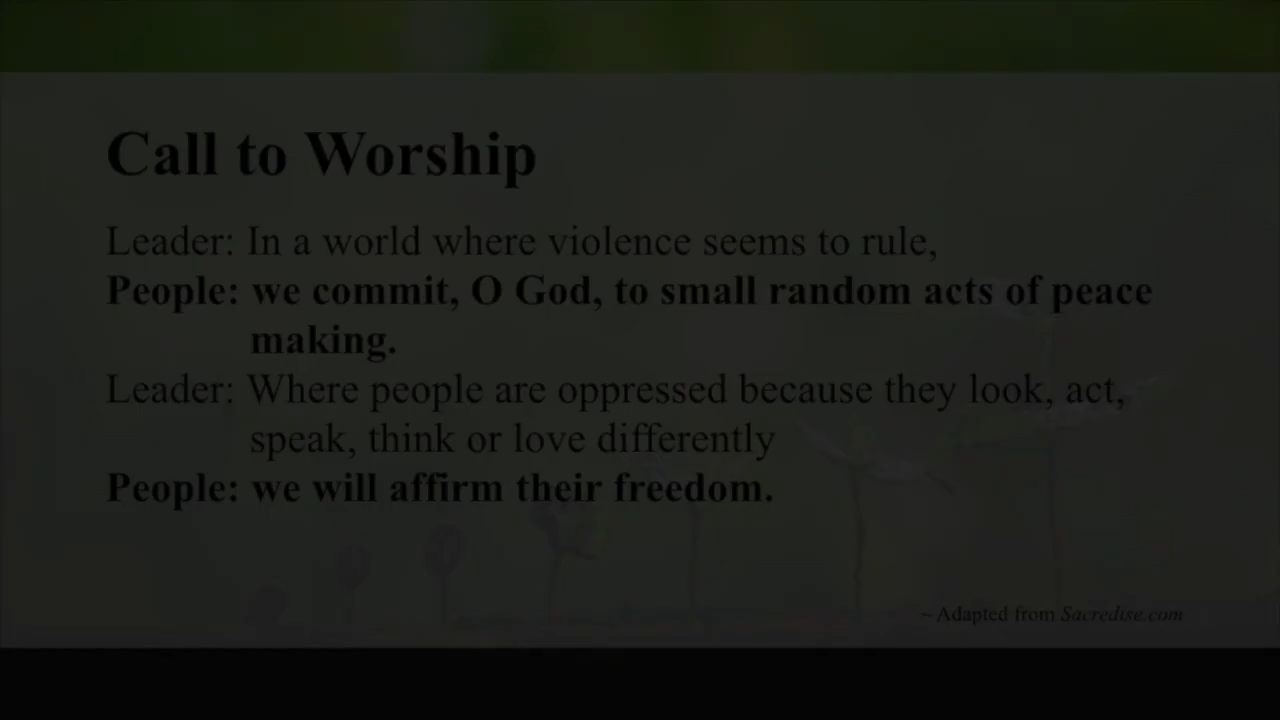 Call to Worship
Leader: In a world where violence seems to rule,
People: we commit, O God, to small random acts of peace
making.
Leader: Where people are oppressed because they look, act,
speak, think or love differently
People: we will affirm their freedom.
– Adapted from Sacredise.com